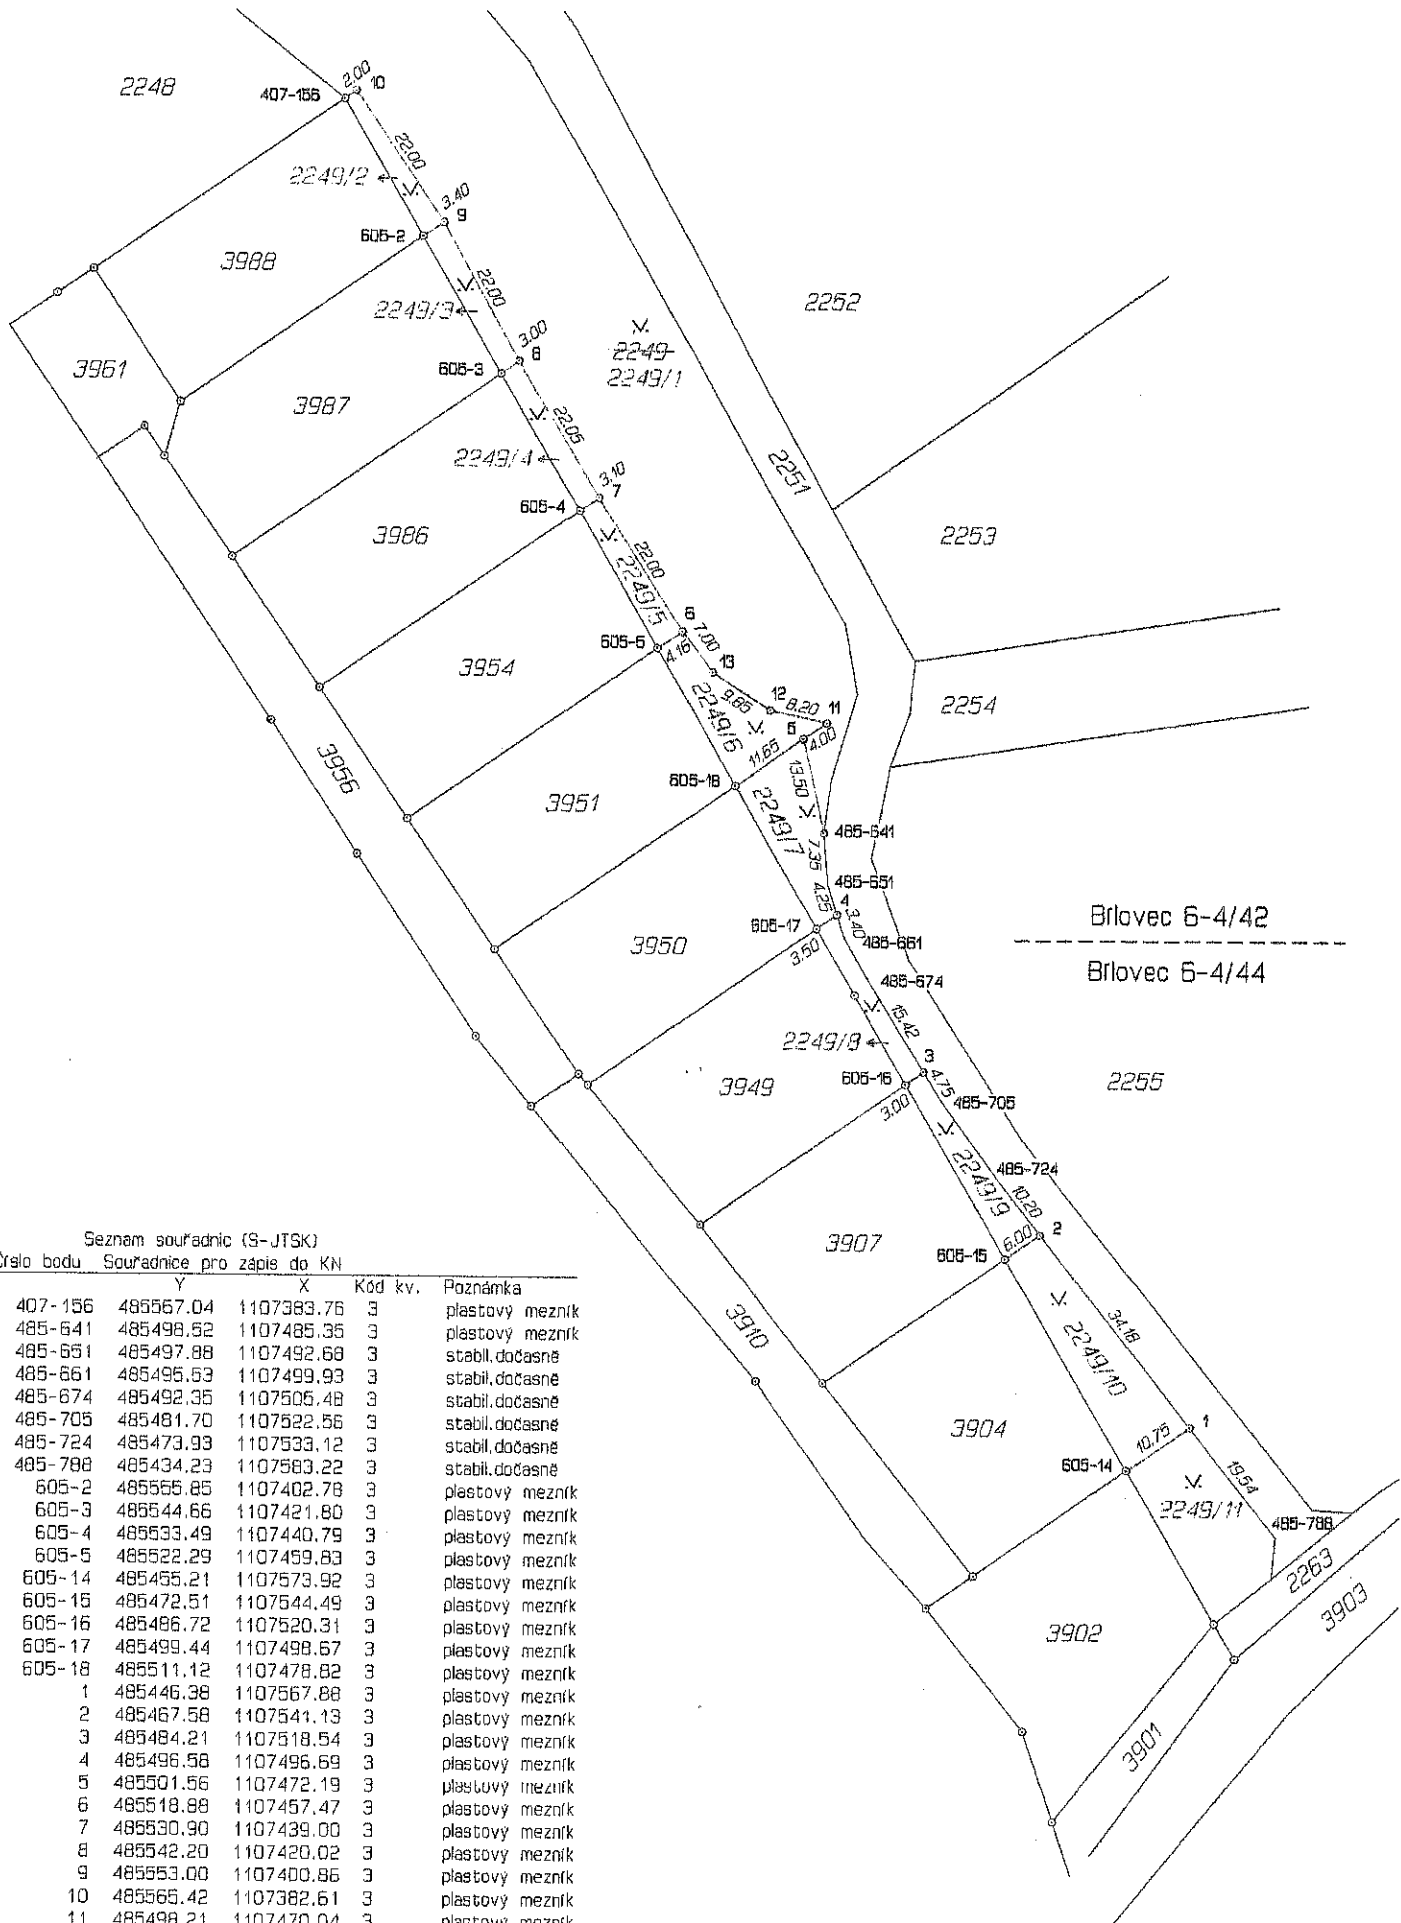 2248
407-156
2.00
10
22.00
2249/2
3.40
9
605-2
3988
22.00
2249/3
3.00
8
605-3
2252
2249
2249/1
3961
3987
22.05
2249/4
3.10
7
605-4
2251
3986
2253
22.00
2249/5
6
7.00
605-5
4.16
13
3954
9.85
12
8.20
11
2254
5
4.00
2249/6
11.65
13.50
605-18
3956
3951
2249/7
485-641
7.35
485-651
4.25
4
3.40
Brlovec 6-4/42
605-17
485-661
3950
3.50
Brlovec 6-4/44
485-674
15.42
2249/8
3
605-16
4.75
3949
2255
3.00
485-705
485-724
2249/9
10.20
2
6.00
605-15
3907
3910
34.18
2249/10
3904
1
10.75
605-14
19.54
2249/11
485-788
2263
3903
3902
3901
Seznam souřadnic (S-JTSK)
číslo bodu Souřadnice pro zápis do KN
Y X Kód kv. Poznámka
407-156 485567.04 1107383.76 3 plastový mezník
485-641 485498.52 1107485.35 3 plastový mezník
485-651 485497.88 1107492.68 3 stabil.dočasně
485-661 485495.53 1107499.93 3 stabil.dočasně
485-674 485492.35 1107505.48 3 stabil.dočasně
485-705 485481.70 1107522.56 3 stabil.dočasně
485-724 485473.93 1107533.12 3 stabil.dočasně
485-788 485434.23 1107583.22 3 stabil.dočasně
605-2 485555.85 1107402.78 3 plastový mezník
605-3 485544.66 1107421.80 3 plastový mezník
605-4 485533.49 1107440.79 3 plastový mezník
605-5 485522.29 1107459.83 3 plastový mezník
605-14 485455.21 1107573.92 3 plastový mezník
605-15 485472.51 1107544.49 3 plastový mezník
605-16 485486.72 1107520.31 3 plastový mezník
605-17 485499.44 1107498.67 3 plastový mezník
605-18 485511.12 1107478.82 3 plastový mezník
1 485446.38 1107567.88 3 plastový mezník
2 485467.58 1107541.13 3 plastový mezník
3 485484.21 1107518.54 3 plastový mezník
4 485496.58 1107496.69 3 plastový mezník
5 485501.56 1107472.19 3 plastový mezník
6 485518.88 1107457.47 3 plastový mezník
7 485530.90 1107439.00 3 plastový mezník
8 485542.20 1107420.02 3 plastový mezník
9 485553.00 1107400.86 3 plastový mezník
10 485565.42 1107382.61 3 plastový mezník
11 485498.21 1107470.04 3 plastový mezník